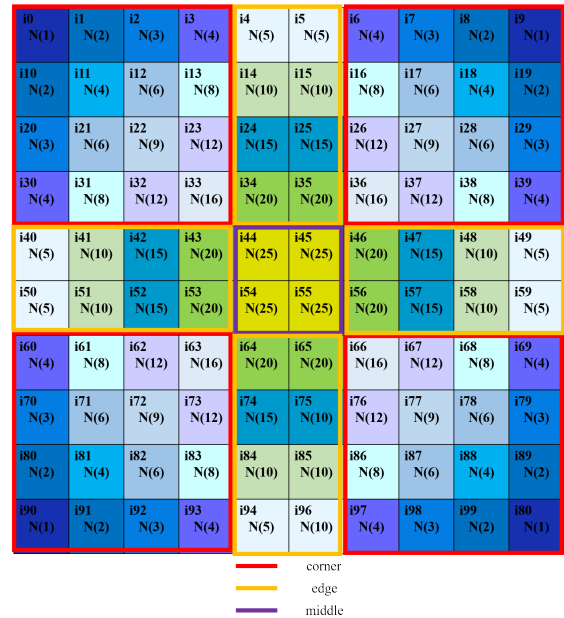 i0 i1 i2 i3 i4 i5 i6 i7 i8 i9
N(1) N(2) N(3) N(4) N(5) N(5) N(4) N(3) N(2) N(1)
i10 i11 i12 i13 i14 i15 i16 i17 i18 i19
N(2) N(4) N(6) N(8) N(10) N(10) N(8) N(6) N(4) N(2)
i20 i21 i22 i23 i24 i25 i26 i27 i28 i29
N(3) N(6) N(9) N(12) N(15) N(15) N(12) N(9) N(6) N(3)
i30 i31 i32 i33 i34 i35 i36 i37 i38 i39
N(4) N(8) N(12) N(16) N(20) N(20) N(16) N(12) N(8) N(4)
i40 i41 i42 i43 i44 i45 i46 i47 i48 i49
N(5) N(10) N(15) N(20) N(25) N(25) N(20) N(15) N(10) N(5)
i50 i51 i52 i53 i54 i55 i56 i57 i58 i59
N(5) N(10) N(15) N(20) N(25) N(25) N(20) N(15) N(10) N(5)
i60 i61 i62 i63 i64 i65 i66 i67 i68 i69
N(4) N(8) N(12) N(16) N(20) N(20) N(16) N(12) N(8) N(4)
i70 i71 i72 i73 i74 i75 i76 i77 i78 i79
N(3) N(6) N(9) N(12) N(15) N(10) N(12) N(9) N(6) N(3)
i80 i81 i82 i83 i84 i85 i86 i87 i88 i89
N(2) N(4) N(6) N(8) N(10) N(10) N(8) N(6) N(4) N(2)
i90 i91 i92 i93 i94 i96 i97 i98 i99 i80
N(1) N(2) N(3) N(4) N(5) N(10) N(4) N(3) N(2) N(1)
corner
edge
middle